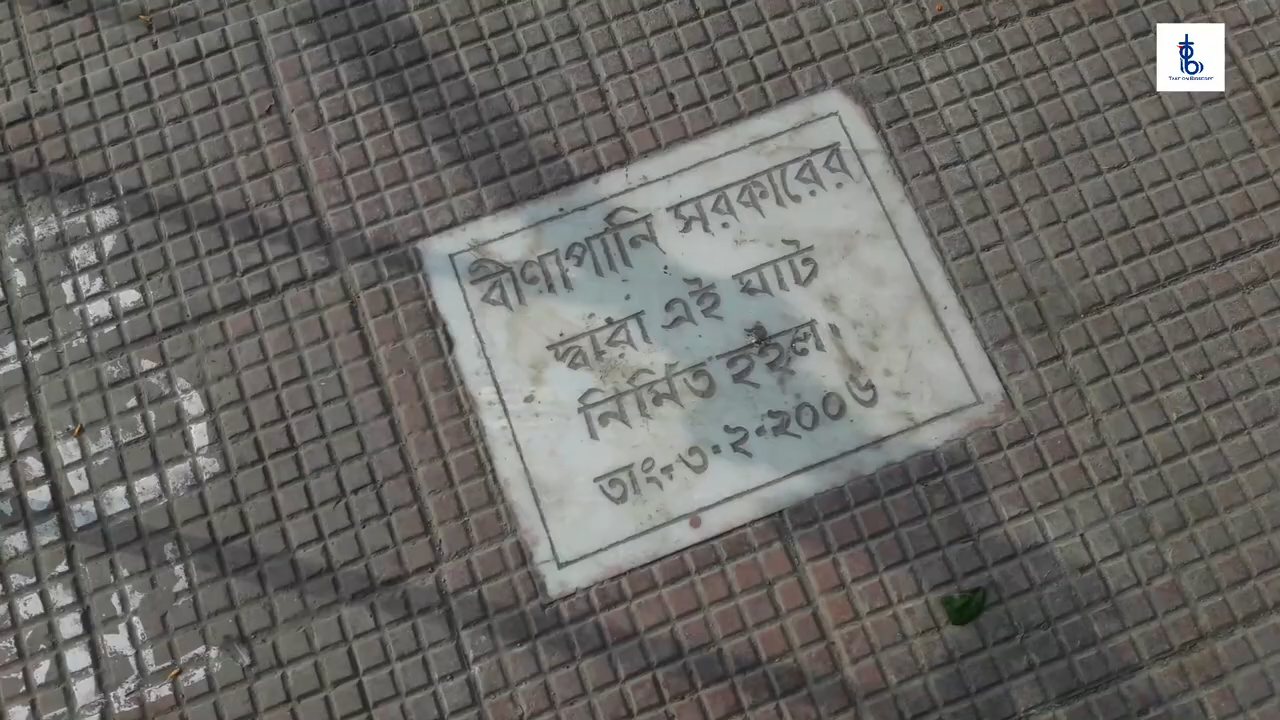 বীণাপানি সরকারের
দ্বারা এই ঘাট
নির্মিত হইল।
তাং-৩·২·২০০৬